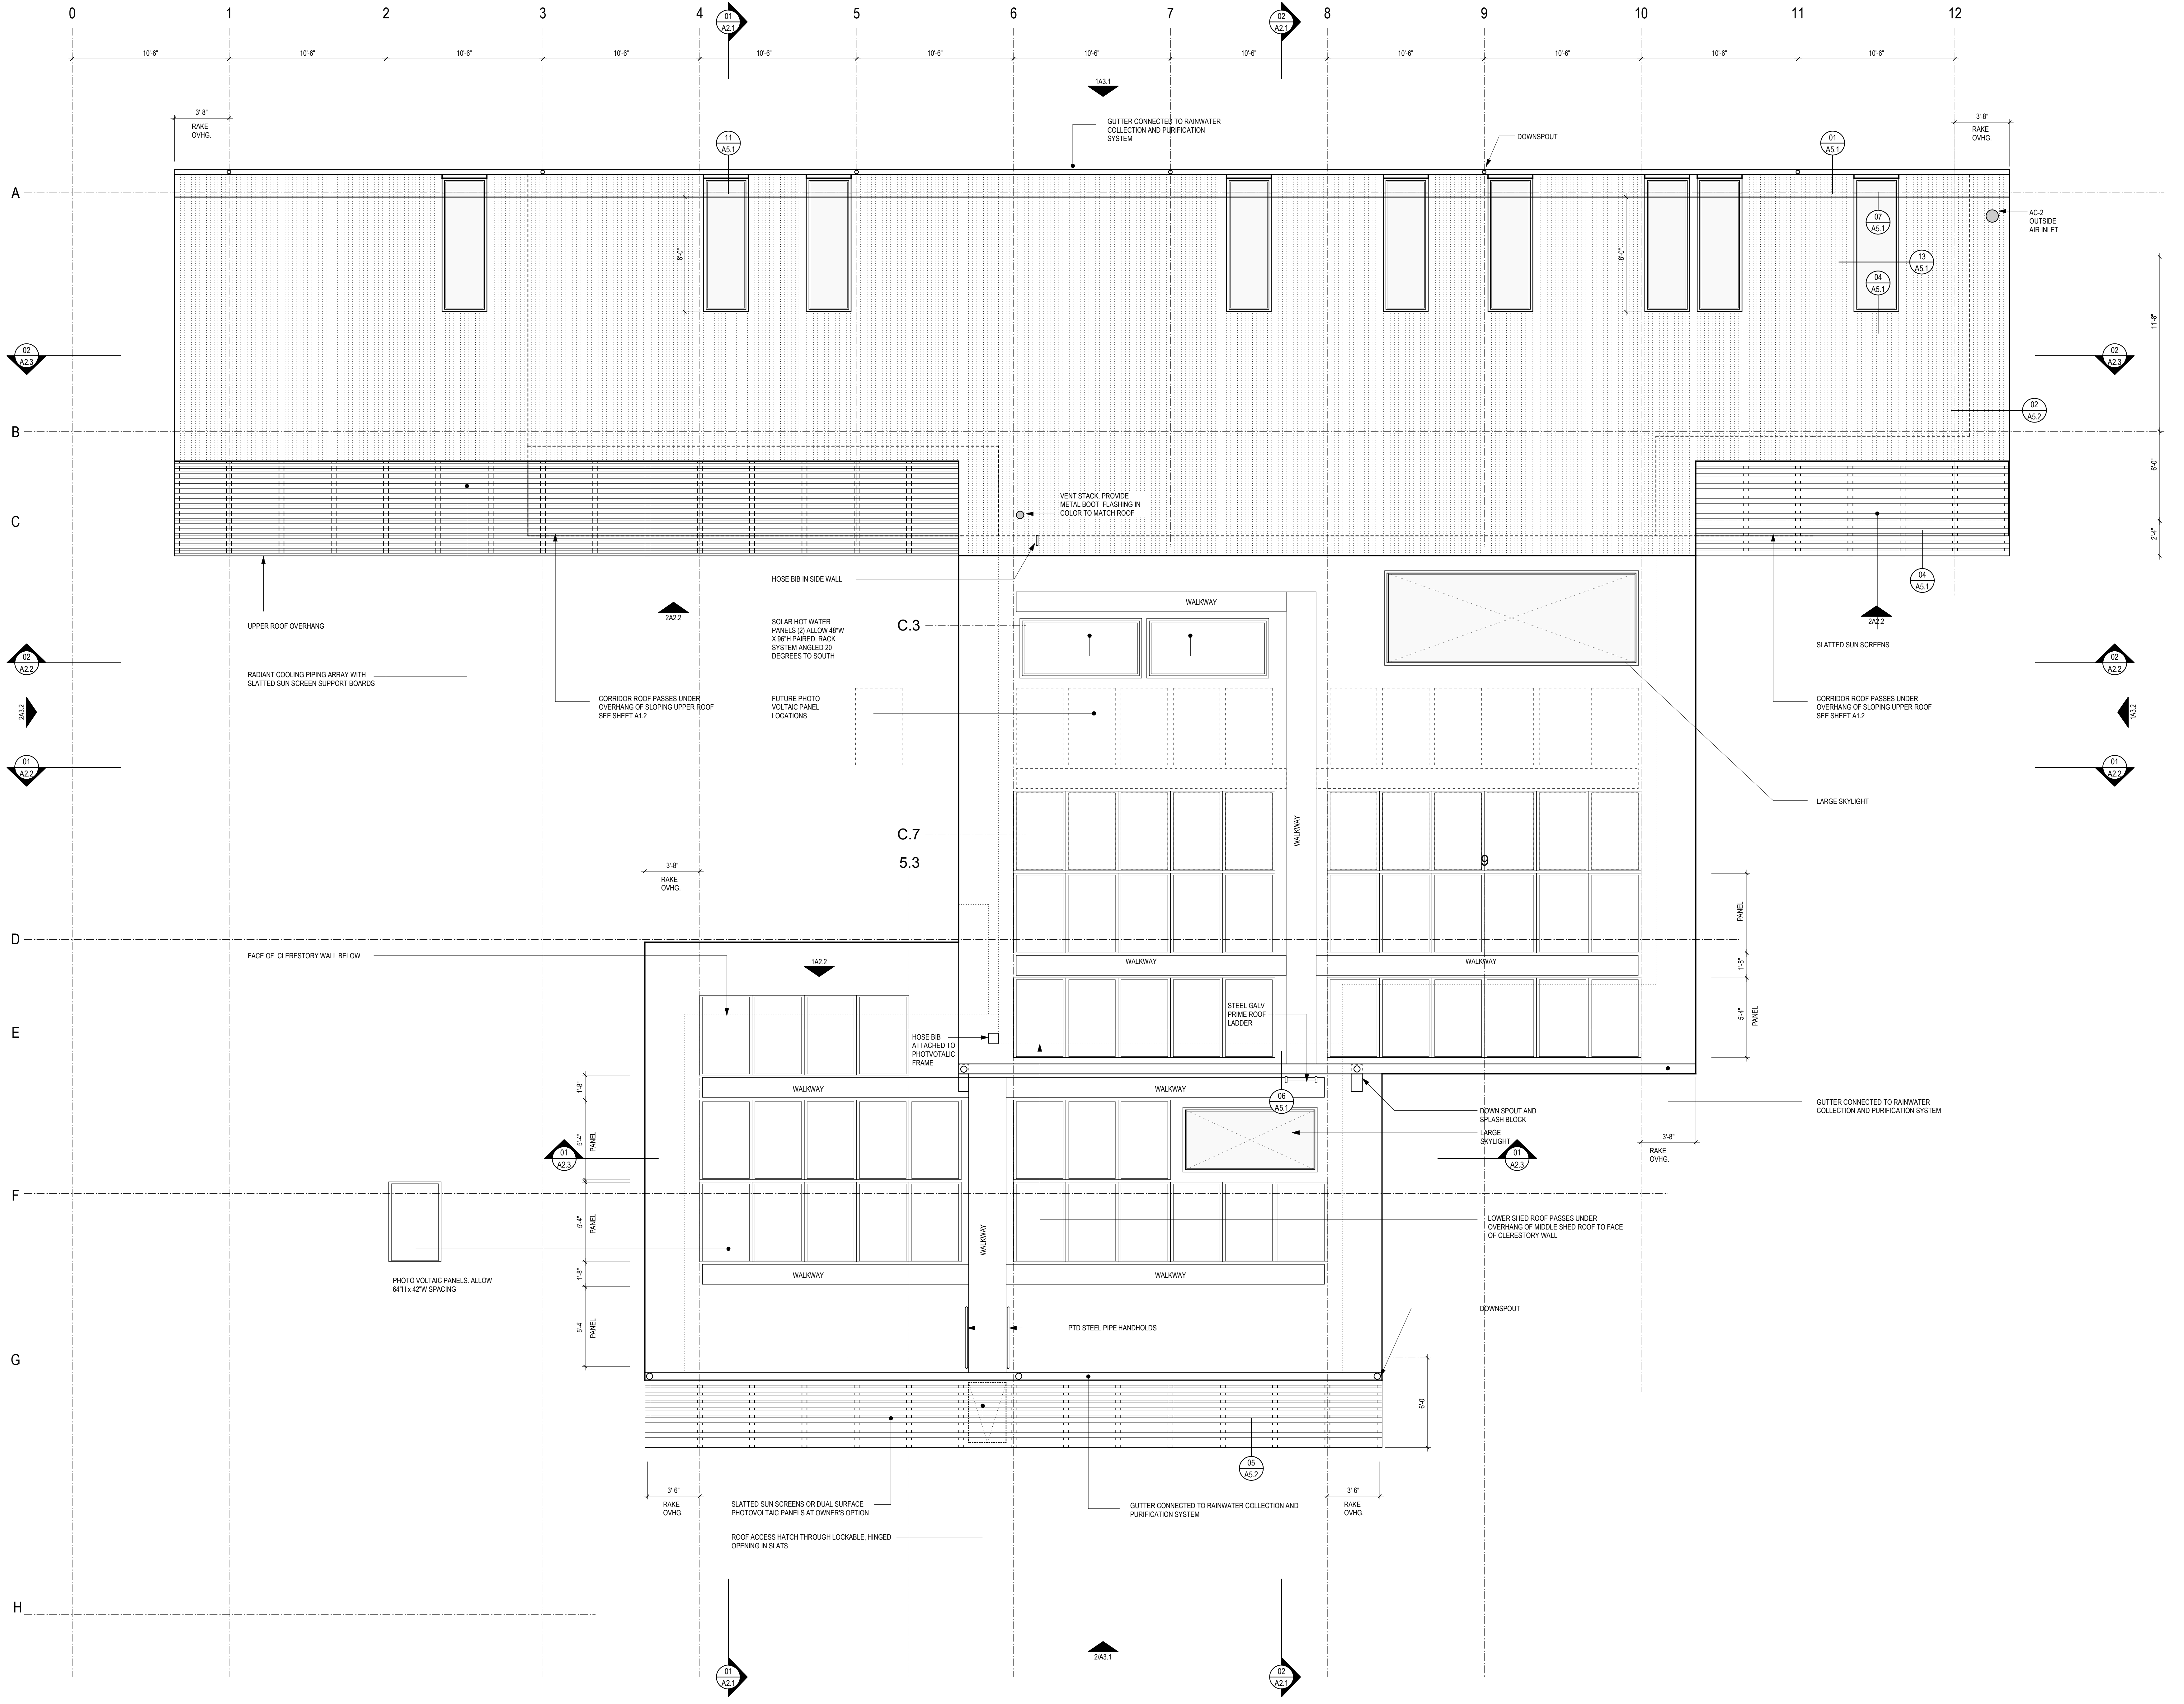 0 1 2 3 4 5 6 7 8 9 10 11 12
01
A2.1
02
A2.1
10'-6" 10'-6" 10'-6" 10'-6" 10'-6" 10'-6" 10'-6" 10'-6" 10'-6" 10'-6" 10'-6" 10'-6"
1A3.1
3'-8"
RAKE
OVHG.
GUTTER CONNECTED TO RAINWATER
COLLECTION AND PURIFICATION
SYSTEM
DOWNSPOUT
3'-8"
RAKE
OVHG.
11
A5.1
01
A5.1
A
07
A5.1
AC-2
OUTSIDE
AIR INLET
8'-0"
8'-0"
13
A5.1
04
A5.1
11'-8"
02
A2.3
02
A2.3
02
A5.2
B
6'-0"
VENT STACK, PROVIDE
METAL BOOT FLASHING IN
COLOR TO MATCH ROOF
C
2'-4"
HOSE BIB IN SIDE WALL
04
A5.1
WALKWAY
2A2.2
2A2.2
UPPER ROOF OVERHANG
SOLAR HOT WATER
PANELS (2) ALLOW 48"W
X 96"H PAIRED. RACK
SYSTEM ANGLED 20
DEGREES TO SOUTH
C.3
SLATTED SUN SCREENS
02
A2.2
02
A2.2
RADIANT COOLING PIPING ARRAY WITH
SLATTED SUN SCREEN SUPPORT BOARDS
CORRIDOR ROOF PASSES UNDER
OVERHANG OF SLOPING UPPER ROOF
SEE SHEET A1.2
FUTURE PHOTO
VOLTAIC PANEL
LOCATIONS
CORRIDOR ROOF PASSES UNDER
OVERHANG OF SLOPING UPPER ROOF
SEE SHEET A1.2
2A3.2
1A3.2
01
A2.2
01
A2.2
LARGE SKYLIGHT
WALKWAY
C.7
5.3
9
3'-8"
RAKE
OVHG.
PANEL
D
FACE OF CLERESTORY WALL BELOW
1A2.2
WALKWAY
WALKWAY
1'-8"
STEEL GALV
PRIME ROOF
LADDER
5'-4"
PANEL
E
HOSE BIB
ATTACHED TO
PHOTVOTALIC
FRAME
1'-8"
WALKWAY
WALKWAY
06
A5.1
DOWN SPOUT AND
SPLASH BLOCK
GUTTER CONNECTED TO RAINWATER
COLLECTION AND PURIFICATION SYSTEM
LARGE
SKYLIGHT
5'-4"
PANEL
3'-8"
RAKE
OVHG.
01
A2.3
01
A2.3
F
5'-4"
PANEL
WALKWAY
LOWER SHED ROOF PASSES UNDER
OVERHANG OF MIDDLE SHED ROOF TO FACE
OF CLERESTORY WALL
1'-8"
WALKWAY
WALKWAY
PHOTO VOLTAIC PANELS. ALLOW
64"H x 42"W SPACING
5'-4"
PANEL
DOWNSPOUT
PTD STEEL PIPE HANDHOLDS
G
6'-0"
05
A5.2
3'-6"
RAKE
OVHG.
SLATTED SUN SCREENS OR DUAL SURFACE
PHOTOVOLTAIC PANELS AT OWNER'S OPTION
GUTTER CONNECTED TO RAINWATER COLLECTION AND
PURIFICATION SYSTEM
3'-6"
RAKE
OVHG.
ROOF ACCESS HATCH THROUGH LOCKABLE, HINGED
OPENING IN SLATS
H
2/A3.1
01
A2.1
02
A2.1